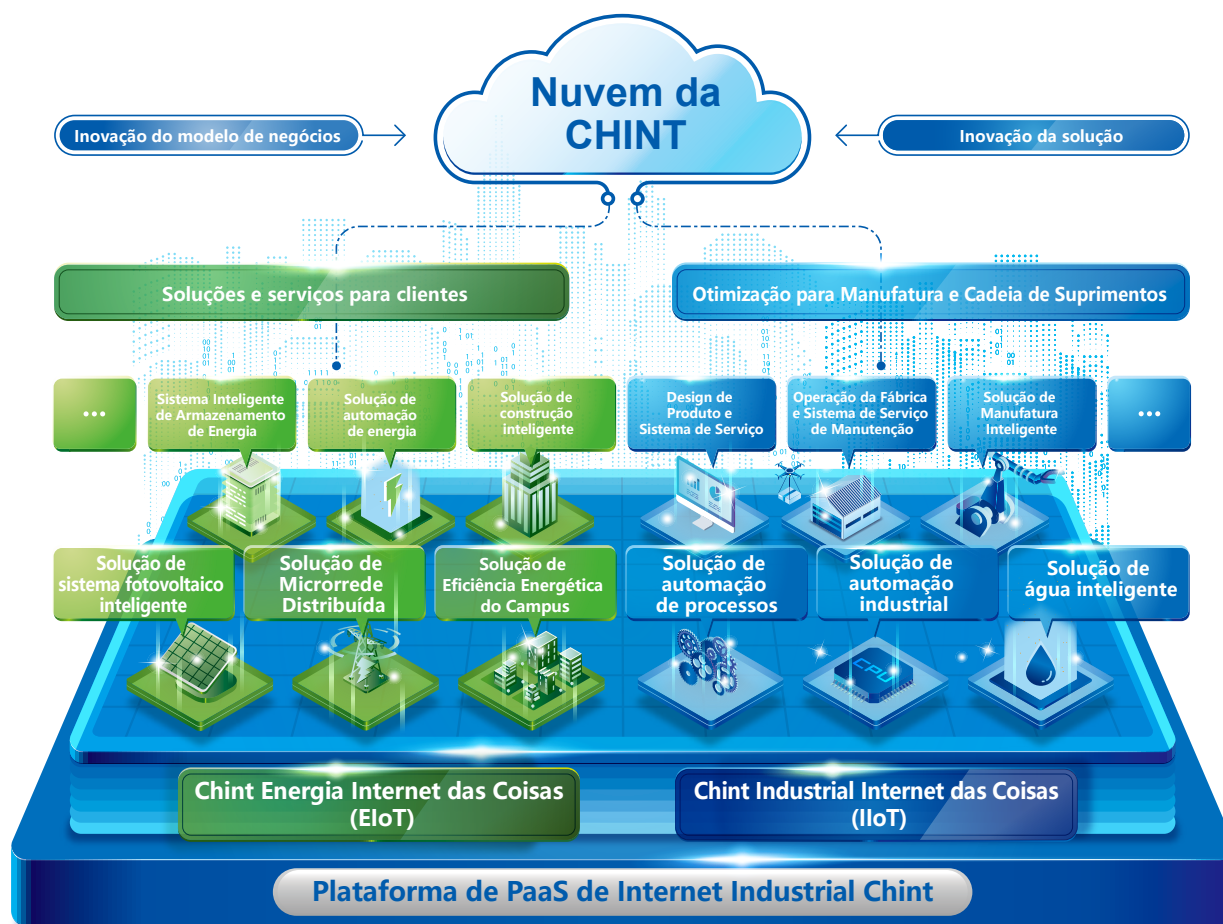 Nuvem da
CHINT
Inovação do modelo de negócios
Inovação da solução
Soluções e serviços para clientes
Otimização para Manufatura e Cadeia de Suprimentos
...
Sistema Inteligente
de Armazenamento
de Energia
Solução de
automação
de energia
Solução de
construção
inteligente
Design de
Produto e
Sistema de Serviço
Operação da Fábrica
e Sistema de Serviço
de Manutenção
Solução de
Manufatura
Inteligente
...
Solução de
sistema fotovoltaico
inteligente
Solução de
Microrrede
Distribuída
Solução de
Eficiência Energética
do Campus
Solução de
automação
de processos
Solução de
automação
industrial
Solução de
água inteligente
CPU
Chint Energia Internet das Coisas
(EIoT)
Chint Industrial Internet das Coisas
(IIoT)
Plataforma de PaaS de Internet Industrial Chint